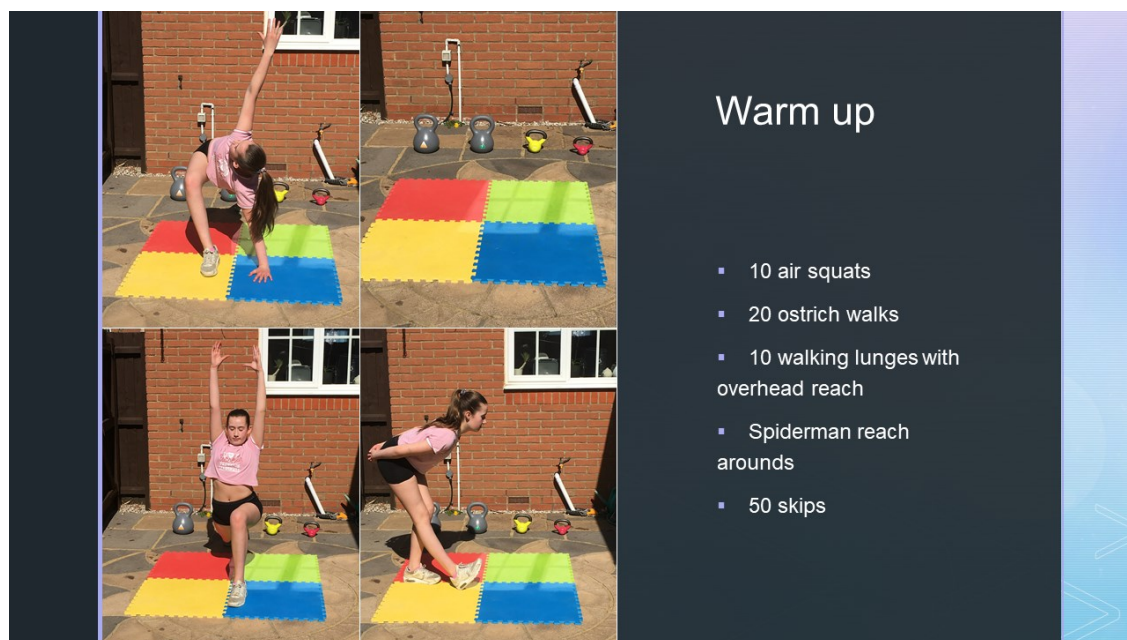 Warm up
▪ 10 air squats
▪ 20 ostrich walks
▪ 10 walking lunges with
overhead reach
▪ Spiderman reach
arounds
▪ 50 skips